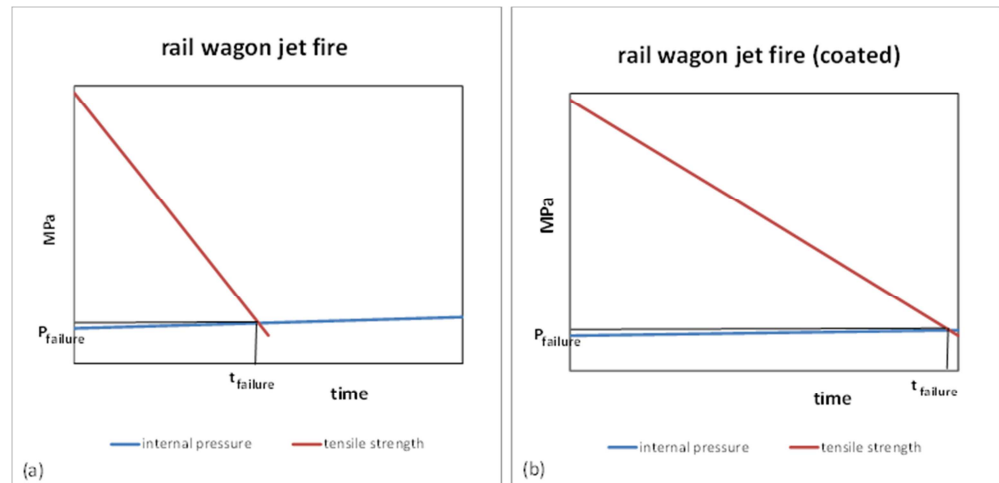 rail wagon jet fire
MPa
Pfailure
tfailure
time
internal pressure
tensile strength
(a)
rail wagon jet fire (coated)
MPa
Pfailure
tfailure
time
internal pressure
tensile strength
(b)